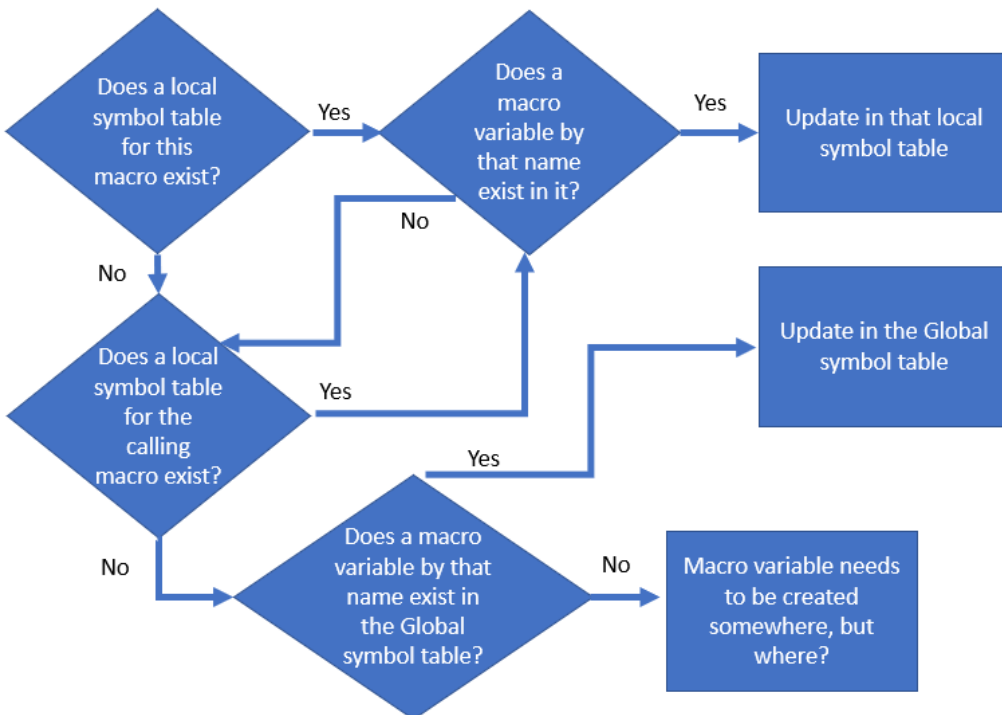 Does a local
symbol table
for this
macro exist?
Yes
Does a
macro
variable by
that name
exist in it?
Yes
Update in that local
symbol table
No
No
Does a local
symbol table
for the
calling
macro exist?
Yes
Update in the Global
symbol table
Yes
No
Does a macro
variable by that
name exist in
the Global
symbol table?
No
Macro variable needs
to be created
somewhere, but
where?